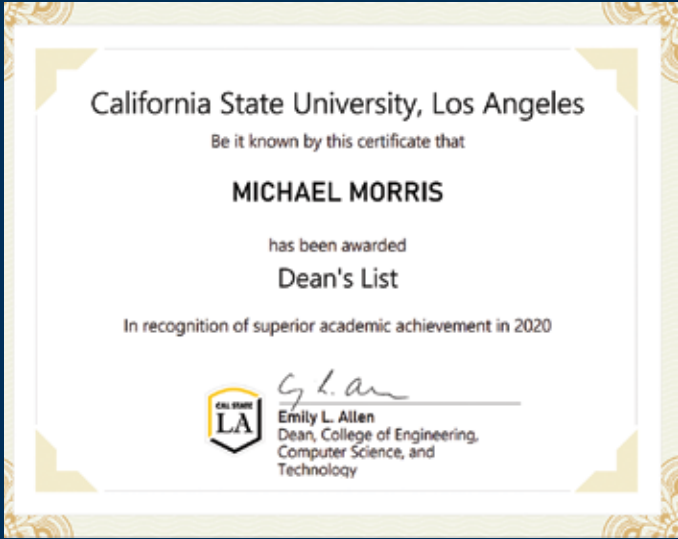 California State University, Los Angeles
Be it known by this certificate that
MICHAEL MORRIS
has been awarded
Dean's List
In recognition of superior academic achievement in 2020
CAL STATE
LA
Emily L. Allen
Dean, College of Engineering,
Computer Science, and
Technology